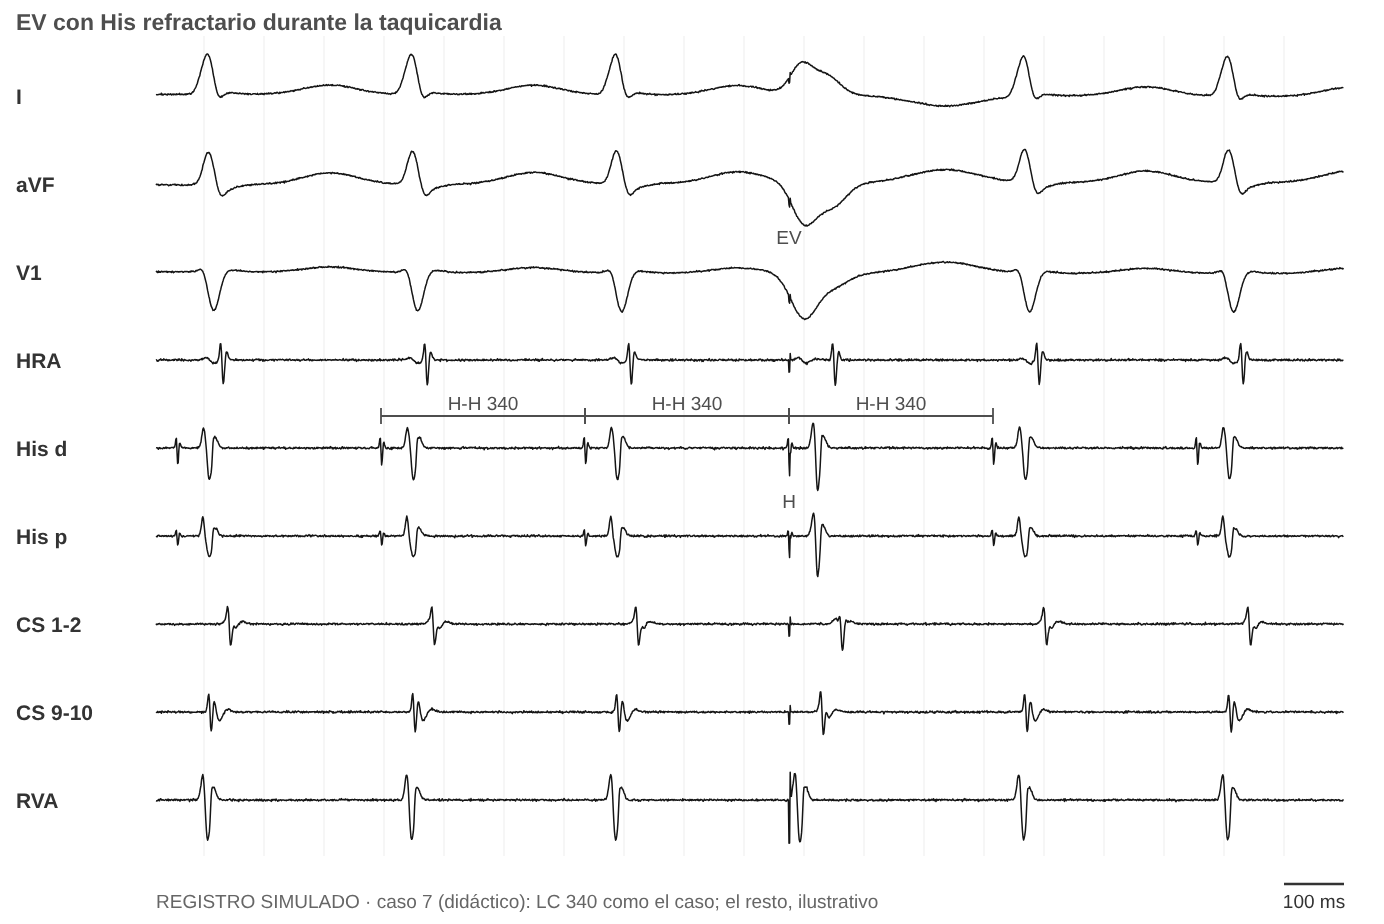 EV con His refractario durante la taquicardia
I
aVF
EV
V1
HRA
H-H 340 H-H 340 H-H 340
His d
H
His p
CS 1-2
CS 9-10
RVA
REGISTRO SIMULADO · caso 7 (didáctico): LC 340 como el caso; el resto, ilustrativo
100 ms